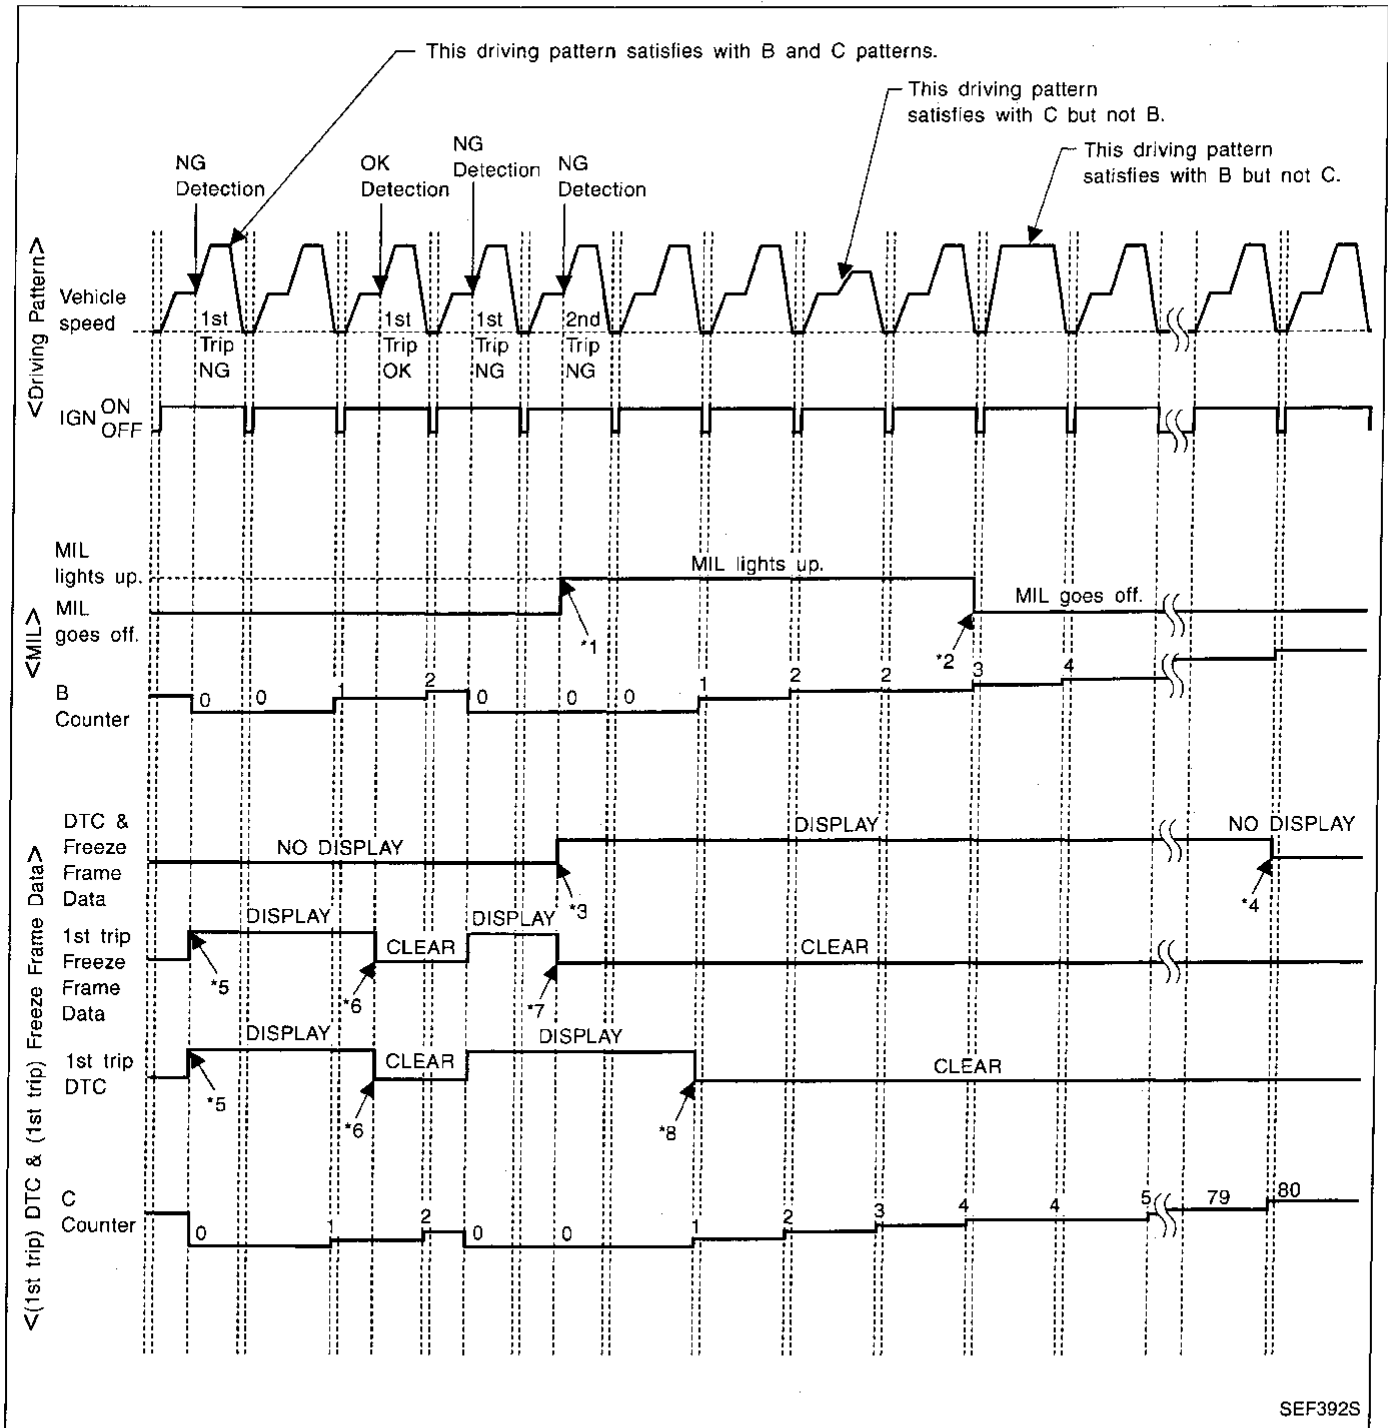 This driving pattern satisfies with B and C patterns.
This driving pattern
satisfies with C but not B.
This driving pattern
satisfies with B but not C.
NG
Detection
OK
Detection
NG
Detection
NG
Detection
<Driving Pattern>
Vehicle
speed
1st
Trip
NG
1st
Trip
OK
1st
Trip
NG
2nd
Trip
NG
IGN ON
OFF
<MIL>
MIL
lights up.
MIL
goes off.
MIL lights up.
MIL goes off.
*1
*2
B
Counter
0 0 1 2 0 0 0 1 2 2 3 4
<(1st trip) DTC & (1st trip) Freeze Frame Data>
DTC &
Freeze
Frame
Data
NO DISPLAY
DISPLAY
NO DISPLAY
*3
*4
1st trip
Freeze
Frame
Data
DISPLAY
CLEAR
DISPLAY
CLEAR
*5
*6
*7
1st trip
DTC
DISPLAY
CLEAR
DISPLAY
CLEAR
*5
*6
*8
C
Counter
0 1 2 0 0 1 2 3 4 4 5 79 80
SEF392S